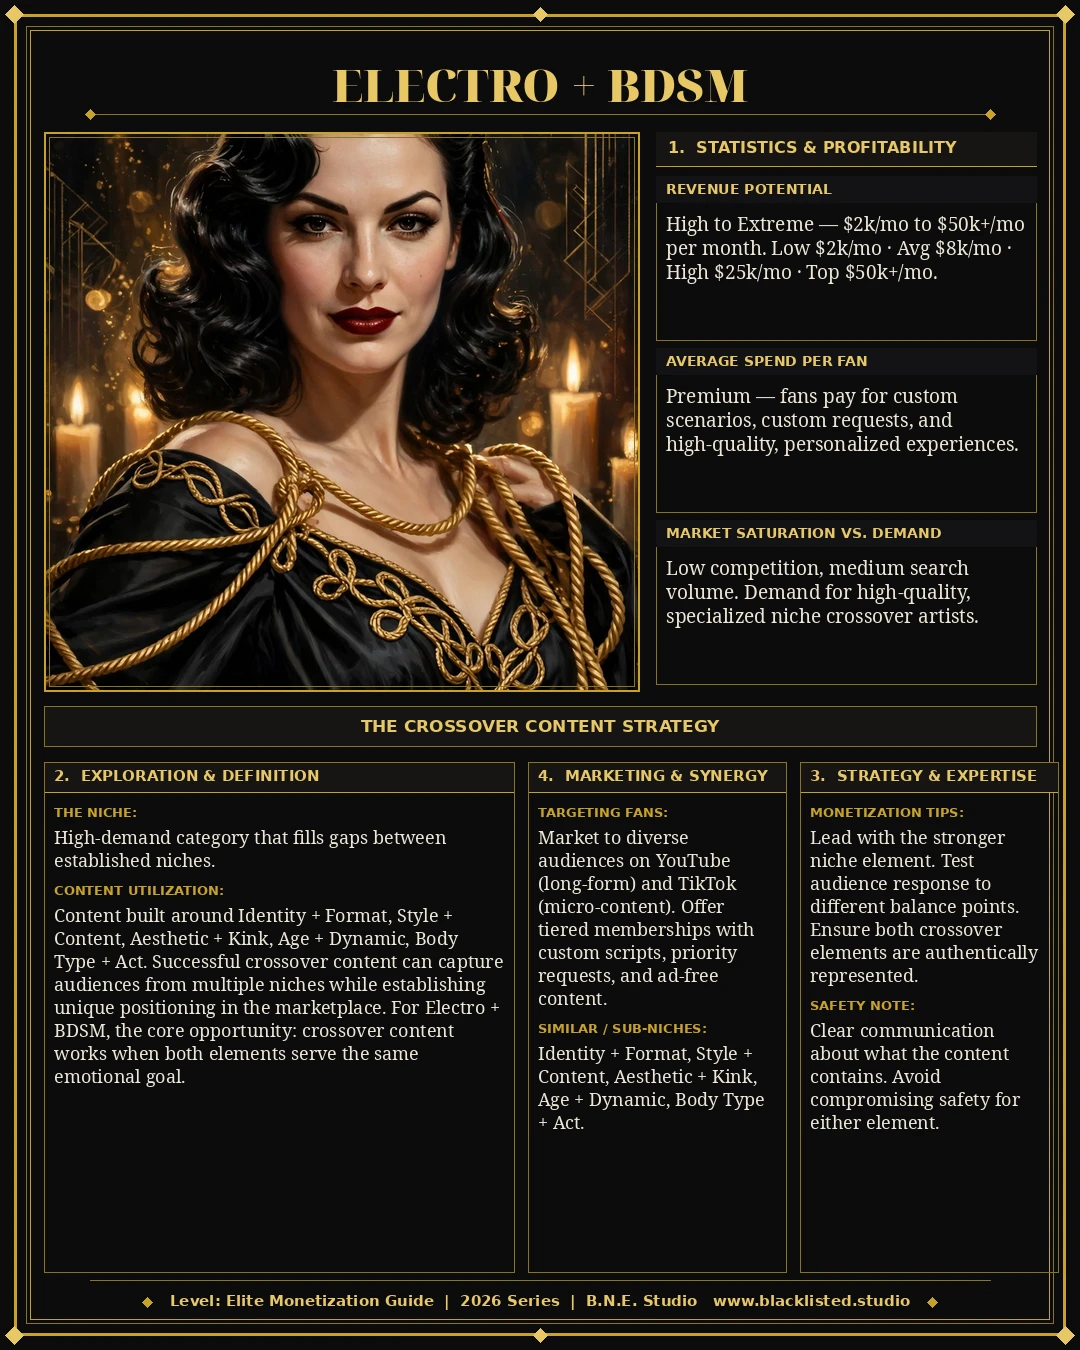 ELECTRO + BDSM
1. STATISTICS & PROFITABILITY
REVENUE POTENTIAL
High to Extreme — $2k/mo to $50k+/mo
per month. Low $2k/mo · Avg $8k/mo ·
High $25k/mo · Top $50k+/mo.
AVERAGE SPEND PER FAN
Premium — fans pay for custom
scenarios, custom requests, and
high-quality, personalized experiences.
MARKET SATURATION VS. DEMAND
Low competition, medium search
volume. Demand for high-quality,
specialized niche crossover artists.
THE CROSSOVER CONTENT STRATEGY
2. EXPLORATION & DEFINITION
THE NICHE:
High-demand category that fills gaps between
established niches.
CONTENT UTILIZATION:
Content built around Identity + Format, Style +
Content, Aesthetic + Kink, Age + Dynamic, Body
Type + Act. Successful crossover content can capture
audiences from multiple niches while establishing
unique positioning in the marketplace. For Electro +
BDSM, the core opportunity: crossover content
works when both elements serve the same
emotional goal.
4. MARKETING & SYNERGY
TARGETING FANS:
Market to diverse
audiences on YouTube
(long-form) and TikTok
(micro-content). Offer
tiered memberships with
custom scripts, priority
requests, and ad-free
content.
SIMILAR / SUB-NICHES:
Identity + Format, Style +
Content, Aesthetic + Kink,
Age + Dynamic, Body Type
+ Act.
3. STRATEGY & EXPERTISE
MONETIZATION TIPS:
Lead with the stronger
niche element. Test
audience response to
different balance points.
Ensure both crossover
elements are authentically
represented.
SAFETY NOTE:
Clear communication
about what the content
contains. Avoid
compromising safety for
either element.
Level: Elite Monetization Guide | 2026 Series | B.N.E. Studio www.blacklisted.studio